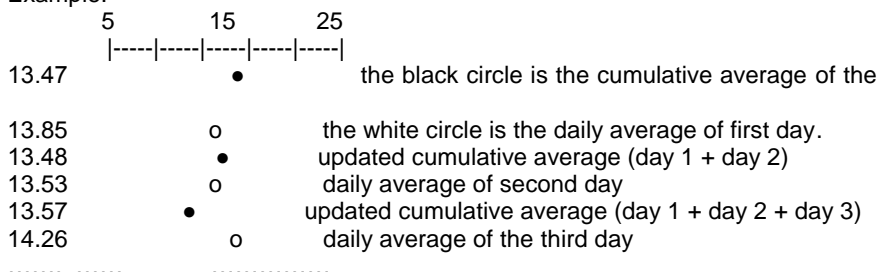 5 15 25
|-----|-----|-----|-----|-----|
13.47 ● the black circle is the cumulative average of the
13.85 o the white circle is the daily average of first day.
13.48 ● updated cumulative average (day 1 + day 2)
13.53 o daily average of second day
13.57 ● updated cumulative average (day 1 + day 2 + day 3)
14.26 o daily average of the third day